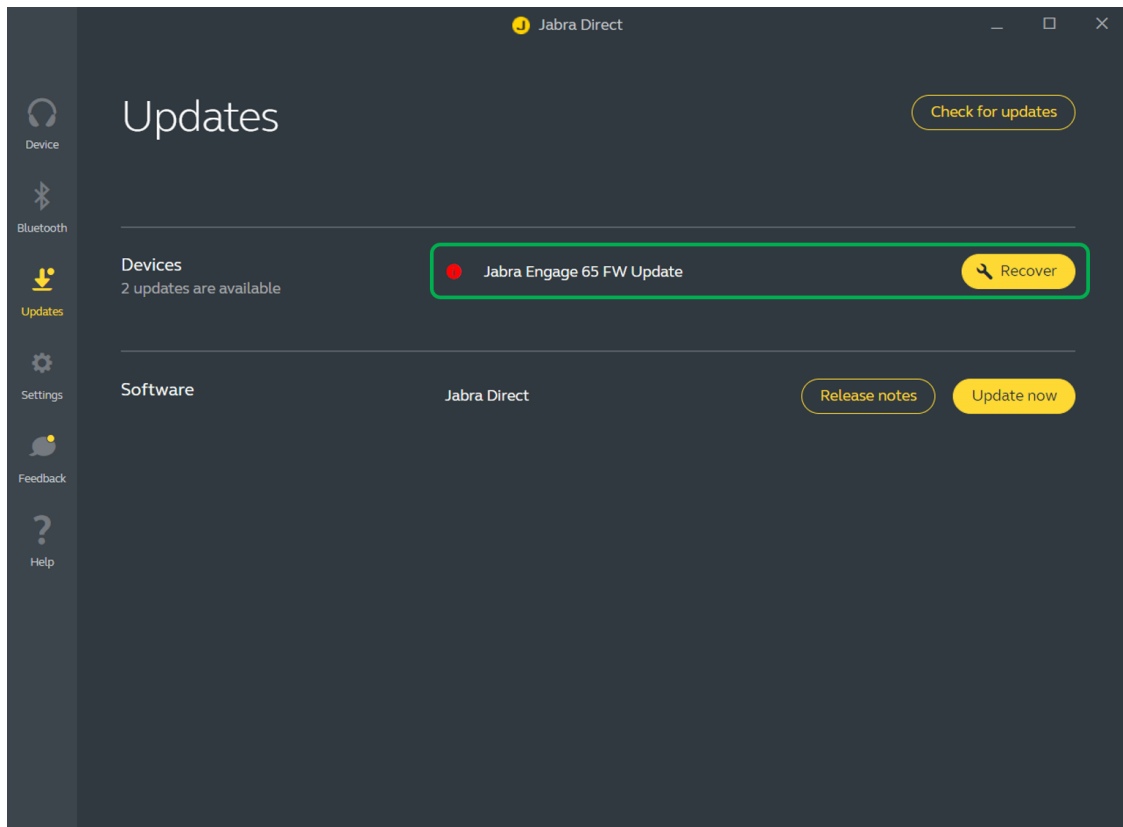 Jabra Direct
Device
Bluetooth
Updates
Settings
Feedback
Help
Updates
Check for updates
Devices
2 updates are available
Jabra Engage 65 FW Update
Recover
Software
Jabra Direct
Release notes
Update now